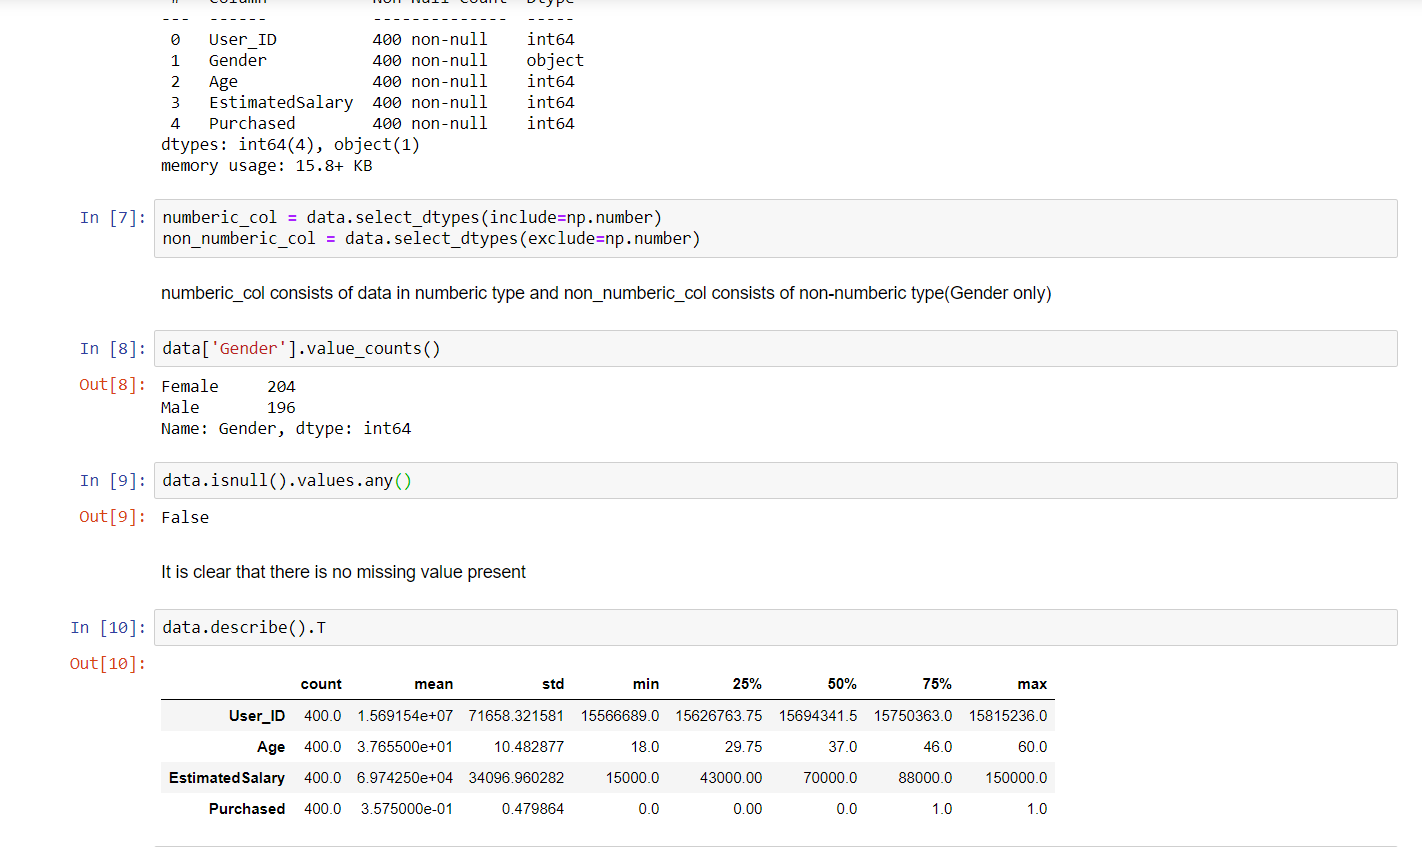 # Column Non-Null Count Dtype
--- ------ -------------- -----
0 User_ID 400 non-null int64
1 Gender 400 non-null object
2 Age 400 non-null int64
3 EstimatedSalary 400 non-null int64
4 Purchased 400 non-null int64
dtypes: int64(4), object(1)
memory usage: 15.8+ KB
In [7]: numberic_col = data.select_dtypes(include=np.number)
non_numberic_col = data.select_dtypes(exclude=np.number)
numberic_col consists of data in numberic type and non_numberic_col consists of non-numberic type(Gender only)
In [8]: data['Gender'].value_counts()
Out[8]: Female 204
Male 196
Name: Gender, dtype: int64
In [9]: data.isnull().values.any()
Out[9]: False
It is clear that there is no missing value present
In [10]: data.describe().T
Out[10]:
count mean std min 25% 50% 75% max
User_ID 400.0 1.569154e+07 71658.321581 15566689.0 15626763.75 15694341.5 15750363.0 15815236.0
Age 400.0 3.765500e+01 10.482877 18.0 29.75 37.0 46.0 60.0
EstimatedSalary 400.0 6.974250e+04 34096.960282 15000.0 43000.00 70000.0 88000.0 150000.0
Purchased 400.0 3.575000e-01 0.479864 0.0 0.00 0.0 1.0 1.0